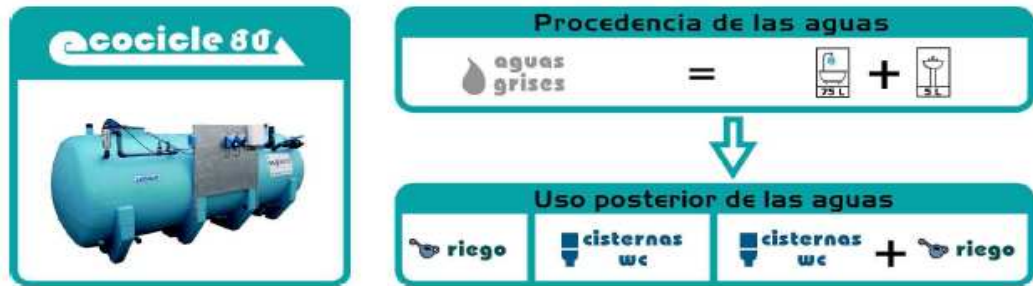 ecocicle 80
Procedencia de las aguas
aguas
grises
=
75 L
+
5 L
Uso posterior de las aguas
riego
cisternas
wc
cisternas
wc
+
riego